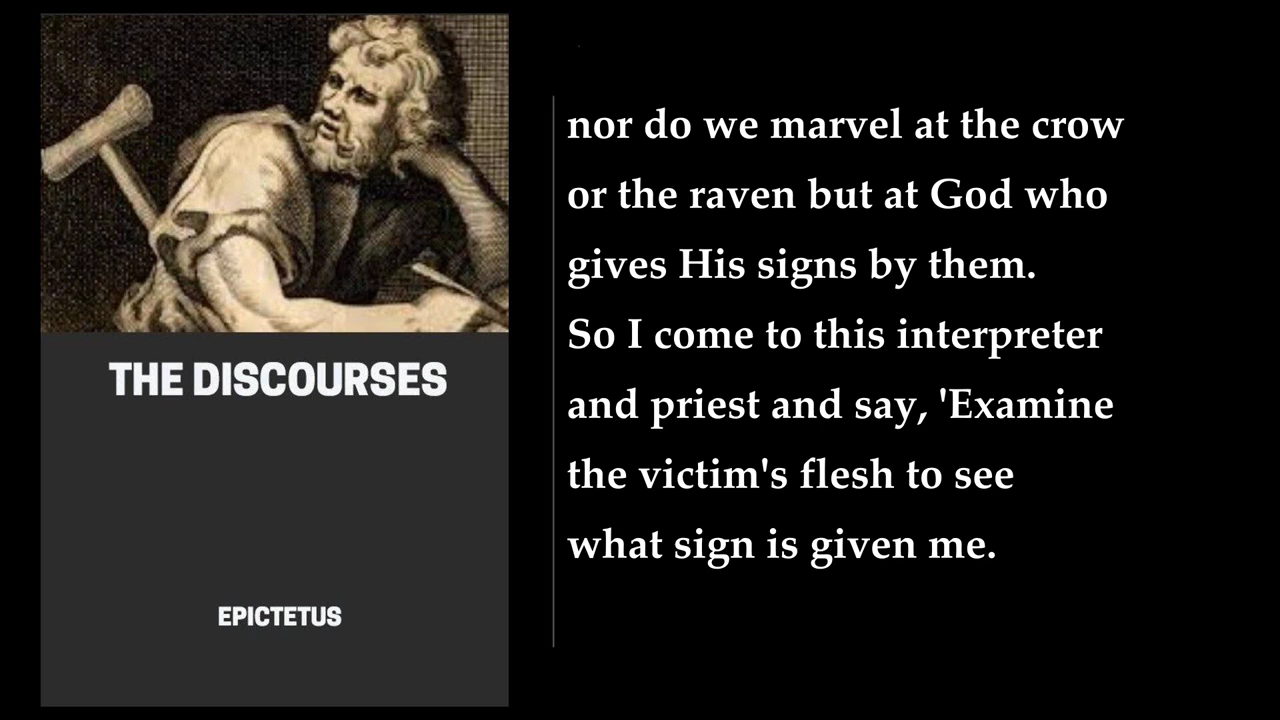 THE DISCOURSES
EPICTETUS
nor do we marvel at the crow
or the raven but at God who
gives His signs by them.
So I come to this interpreter
and priest and say, 'Examine
the victim's flesh to see
what sign is given me.